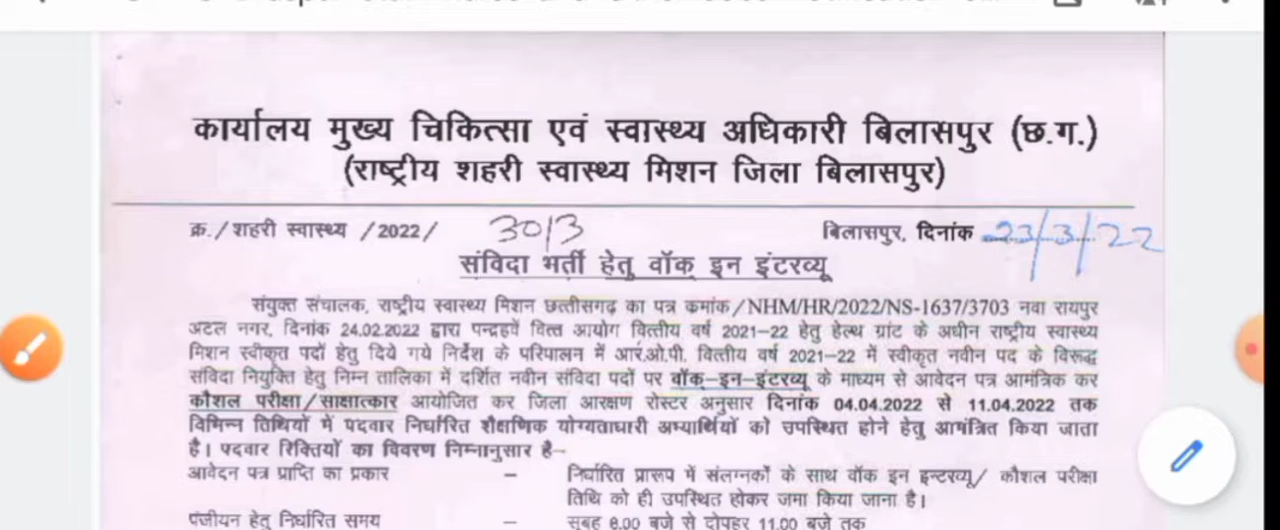 कार्यालय मुख्य चिकित्सा एवं स्वास्थ्य अधिकारी बिलासपुर (छ.ग.)
(राष्ट्रीय शहरी स्वास्थ्य मिशन जिला बिलासपुर)
क्र./शहरी स्वास्थ्य /2022/ 3013 बिलासपुर, दिनांक 23/3/22
संविदा भर्ती हेतु वॉक इन इंटरव्यू
संयुक्त संचालक, राष्ट्रीय स्वास्थ्य मिशन छत्तीसगढ़ का पत्र कमांक/NHM/HR/2022/NS-1637/3703 नवा रायपुर
अटल नगर, दिनांक 24.02.2022 द्वारा पन्द्रहवें वित्त आयोग वित्तीय वर्ष 2021-22 हेतु हेल्थ ग्रांट के अधीन राष्ट्रीय स्वास्थ्य
मिशन स्वीकृत पदों हेतु दिये गये निर्देश के परिपालन में आर.ओ.पी. वित्तीय वर्ष 2021-22 में स्वीकृत नवीन पद के विरूद्ध
संविदा नियुक्ति हेतु निम्न तालिका में दर्शित नवीन संविदा पदों पर वॉक-इन-इंटरव्यू के माध्यम से आवेदन पत्र आमंत्रिक कर
कौशल परीक्षा/साक्षात्कार आयोजित कर जिला आरक्षण रोस्टर अनुसार दिनांक 04.04.2022 से 11.04.2022 तक
विभिन्न तिथियों में पदवार निर्धारित शैक्षणिक योग्यताधारी अभ्यार्थियों को उपस्थित होने हेतु आमंत्रित किया जाता
है। पदवार रिक्तियों का विवरण निम्नानुसार है-
आवेदन पत्र प्राप्ति का प्रकार – निर्धारित प्रारूप में संलग्नकों के साथ वॉक इन इन्टरव्यू/ कौशल परीक्षा
तिथि को ही उपस्थित होकर जमा किया जाना है।
पंजीयन हेतु निर्धारित समय – सुबह 8.00 बजे से दोपहर 11.00 बजे तक